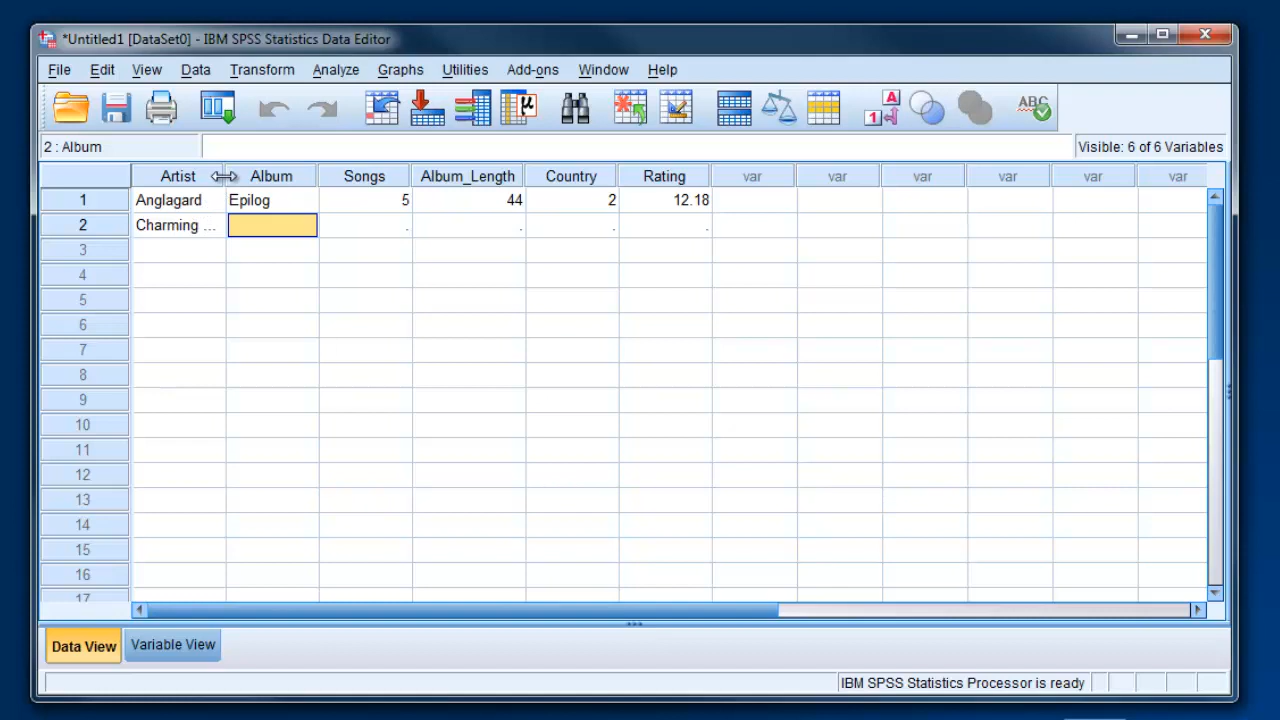 *Untitled1 [DataSet0] - IBM SPSS Statistics Data Editor
File Edit View Data Transform Analyze Graphs Utilities Add-ons Window Help
μ 1 A ABC
2 : Album Visible: 6 of 6 Variables
Artist Album Songs Album_Length Country Rating var var var var var var
1 Anglagard Epilog 5 44 2 12.18
2 Charming ... . . . .
3
4
5
6
7
8
9
10
11
12
13
14
15
16
17
Data View Variable View
IBM SPSS Statistics Processor is ready